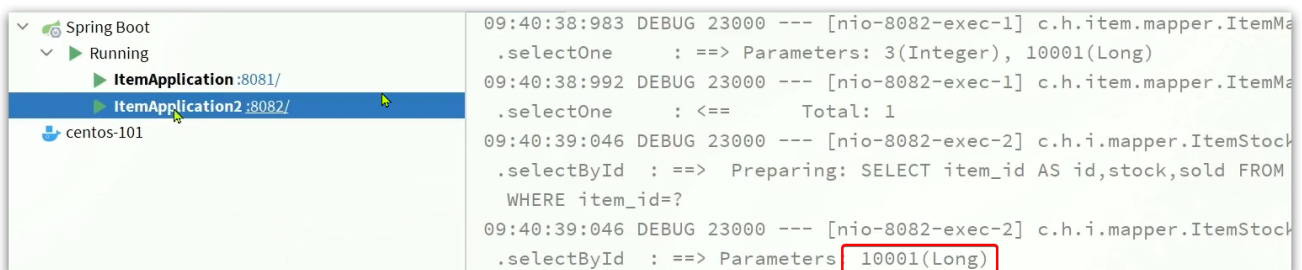 Spring Boot
Running
ItemApplication :8081/
ItemApplication2 :8082/
centos-101
09:40:38:983 DEBUG 23000 --- [nio-8082-exec-1] c.h.item.mapper.ItemMa
.selectOne : ==> Parameters: 3(Integer), 10001(Long)
09:40:38:992 DEBUG 23000 --- [nio-8082-exec-1] c.h.item.mapper.ItemMa
.selectOne : <== Total: 1
09:40:39:046 DEBUG 23000 --- [nio-8082-exec-2] c.h.i.mapper.ItemStock
.selectById : ==> Preparing: SELECT item_id AS id,stock,sold FROM
WHERE item_id=?
09:40:39:046 DEBUG 23000 --- [nio-8082-exec-2] c.h.i.mapper.ItemStock
.selectById : ==> Parameters 10001(Long)